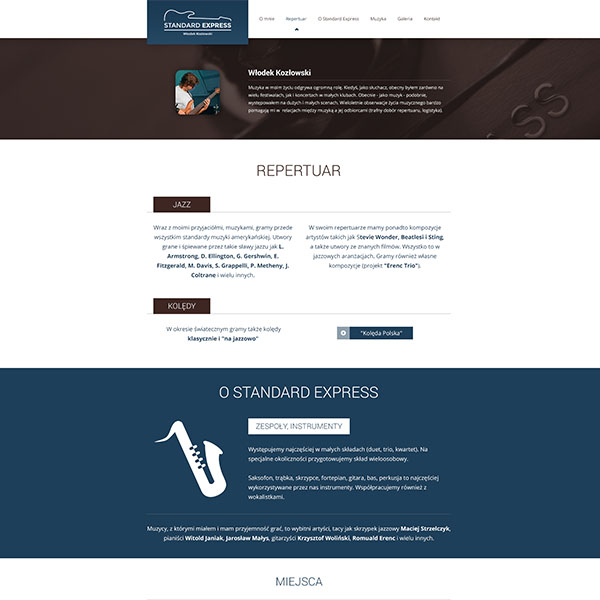 STANDARD EXPRESS
Włodek Kozłowski
O mnie Repertuar O Standard Express Muzyka Galeria Kontakt
Włodek Kozłowski
Muzyka w moim życiu odgrywa ogromną rolę. Kiedyś, jako słuchacz, obecny byłem zarówno na
wielu festiwalach, jak i koncertach w małych klubach. Obecnie - jako muzyk - podobnie,
występowałem na dużych i małych scenach. Wieloletnie obserwacje życia muzycznego bardzo
pomagają mi w relacjach między muzyką a jej odbiorcami (trafny dobór repertuaru, logistyka).
REPERTUAR
JAZZ
Wraz z moimi przyjaciółmi, muzykami, gramy przede
wszystkim standardy muzyki amerykańskiej. Utwory
grane i śpiewane przez takie sławy jazzu jak L.
Armstrong, D. Ellington, G. Gershwin, E.
Fitzgerald, M. Davis, S. Grappelli, P. Metheny, J.
Coltrane i wielu innych.
W swoim repertuarze mamy ponadto kompozycje
artystów takich jak Stevie Wonder, Beatlesi i Sting,
a także utwory ze znanych filmów. Wszystko to w
jazzowych aranżacjach. Gramy również własne
kompozycje (projekt "Erenc Trio").
KOLĘDY
W okresie świątecznym gramy także kolędy
klasycznie i "na jazzowo"
"Kolęda Polska"
O STANDARD EXPRESS
ZESPOŁY, INSTRUMENTY
Występujemy najczęściej w małych składach (duet, trio, kwartet). Na
specjalne okoliczności przygotowujemy skład wieloosobowy.
Saksofon, trąbka, skrzypce, fortepian, gitara, bas, perkusja to najczęściej
wykorzystywane przez nas instrumenty. Współpracujemy również z
wokalistkami.
Muzycy, z którymi miałem i mam przyjemność grać, to wybitni artyści, tacy jak skrzypek jazzowy Maciej Strzelczyk,
pianiści Witold Janiak, Jarosław Małys, gitarzyści Krzysztof Woliński, Romuald Erenc i wielu innych.
MIEJSCA